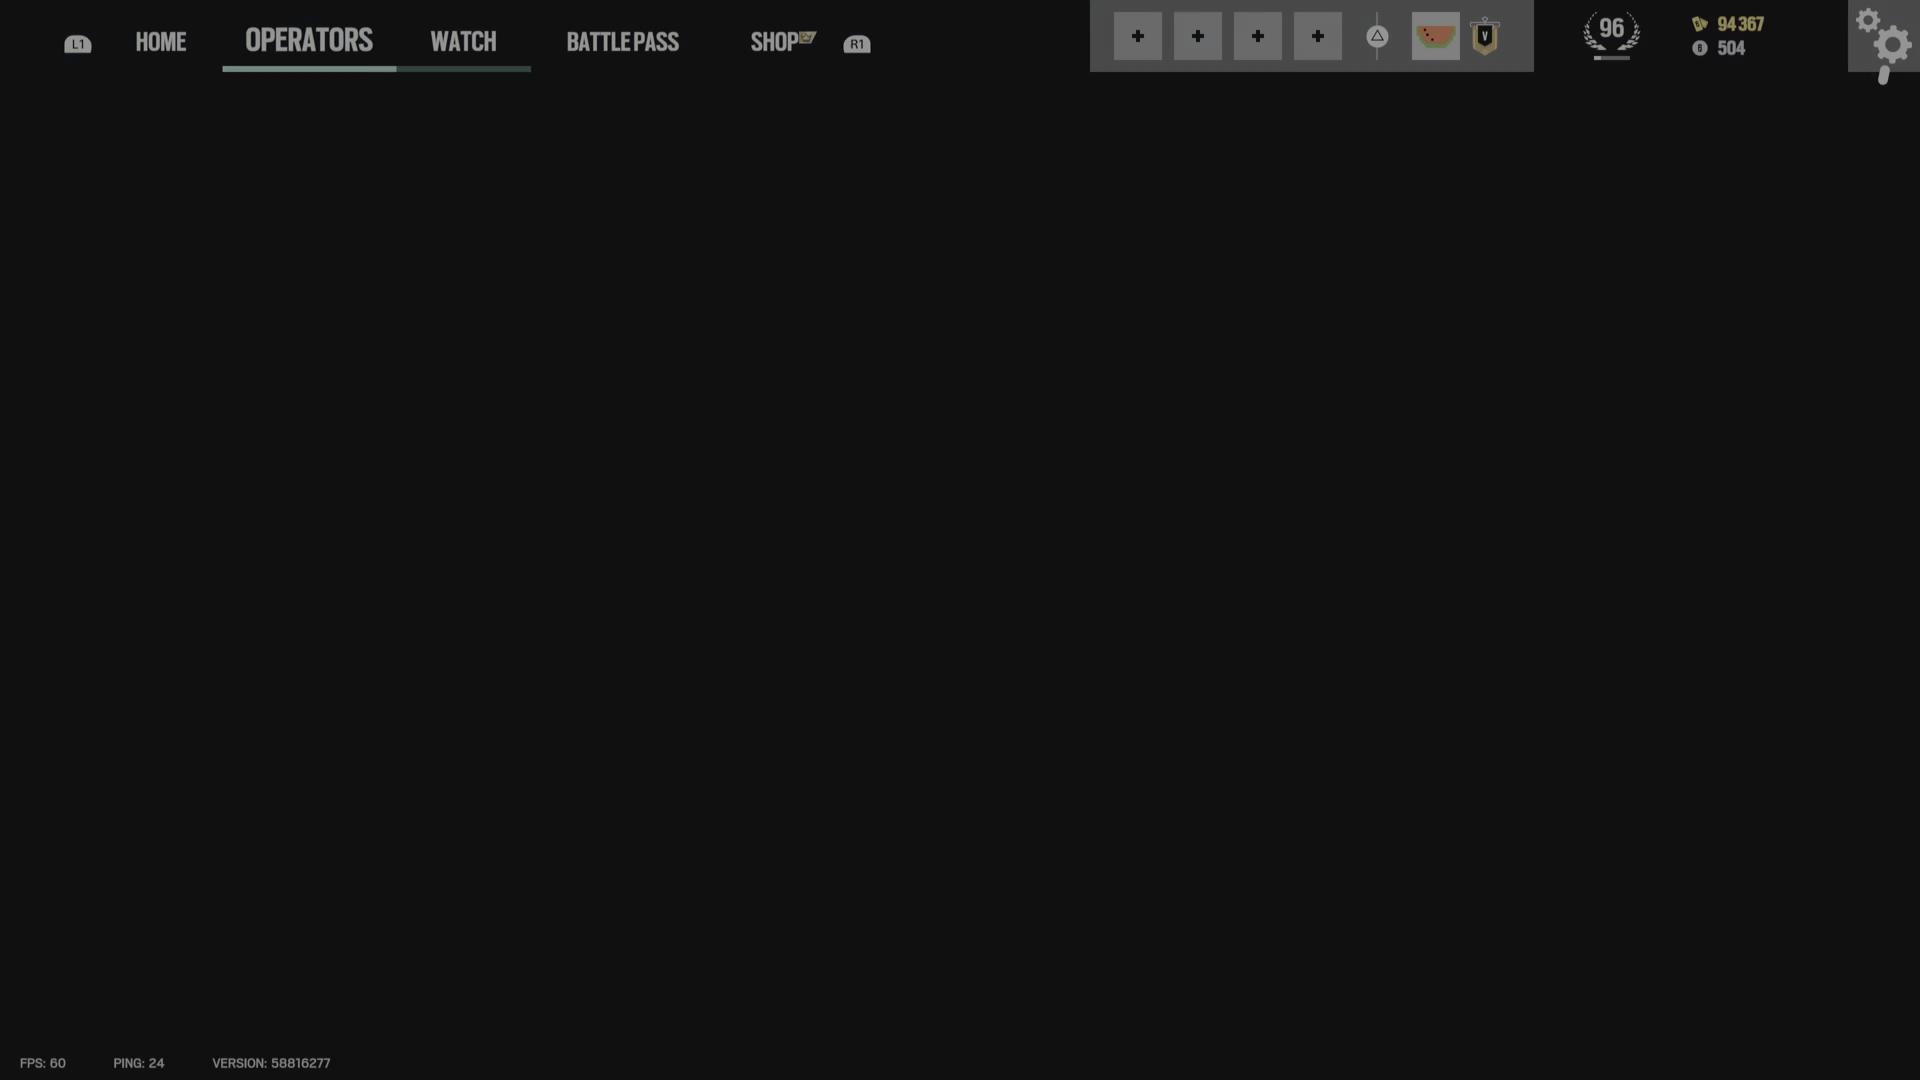 L1 HOME OPERATORS WATCH BATTLE PASS SHOP R1
V
96
94 367
504
FPS: 60 PING: 24 VERSION: 58816277